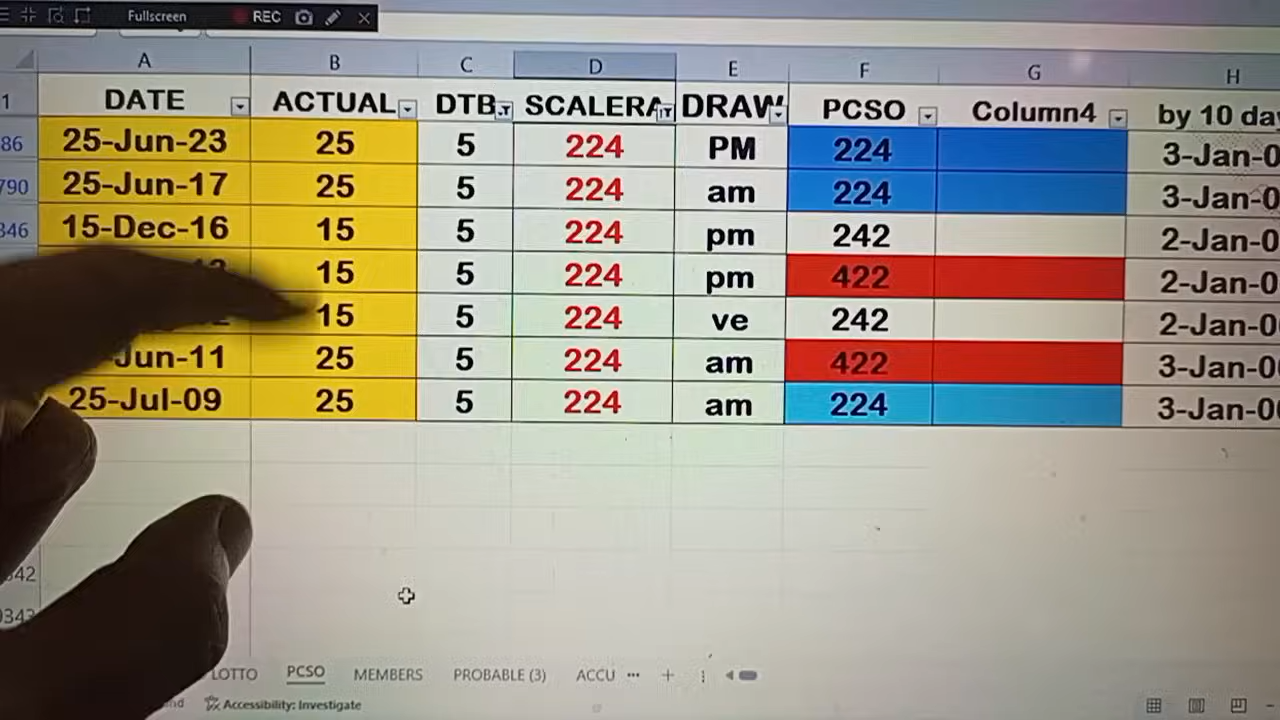 Fullscreen REC
A B C D E F G H
1 DATE ACTUAL DTB SCALERA DRAW PCSO Column4 by 10 da
86 25-Jun-23 25 5 224 PM 224 3-Jan-0
790 25-Jun-17 25 5 224 am 224 3-Jan-0
346 15-Dec-16 15 5 224 pm 242 2-Jan-0
15 5 224 pm 422 2-Jan-0
15 5 224 ve 242 2-Jan-0
Jun-11 25 5 224 am 422 3-Jan-0
25-Jul-09 25 5 224 am 224 3-Jan-0
LOTTO PCSO MEMBERS PROBABLE (3) ACCU ...
Accessibility: Investigate